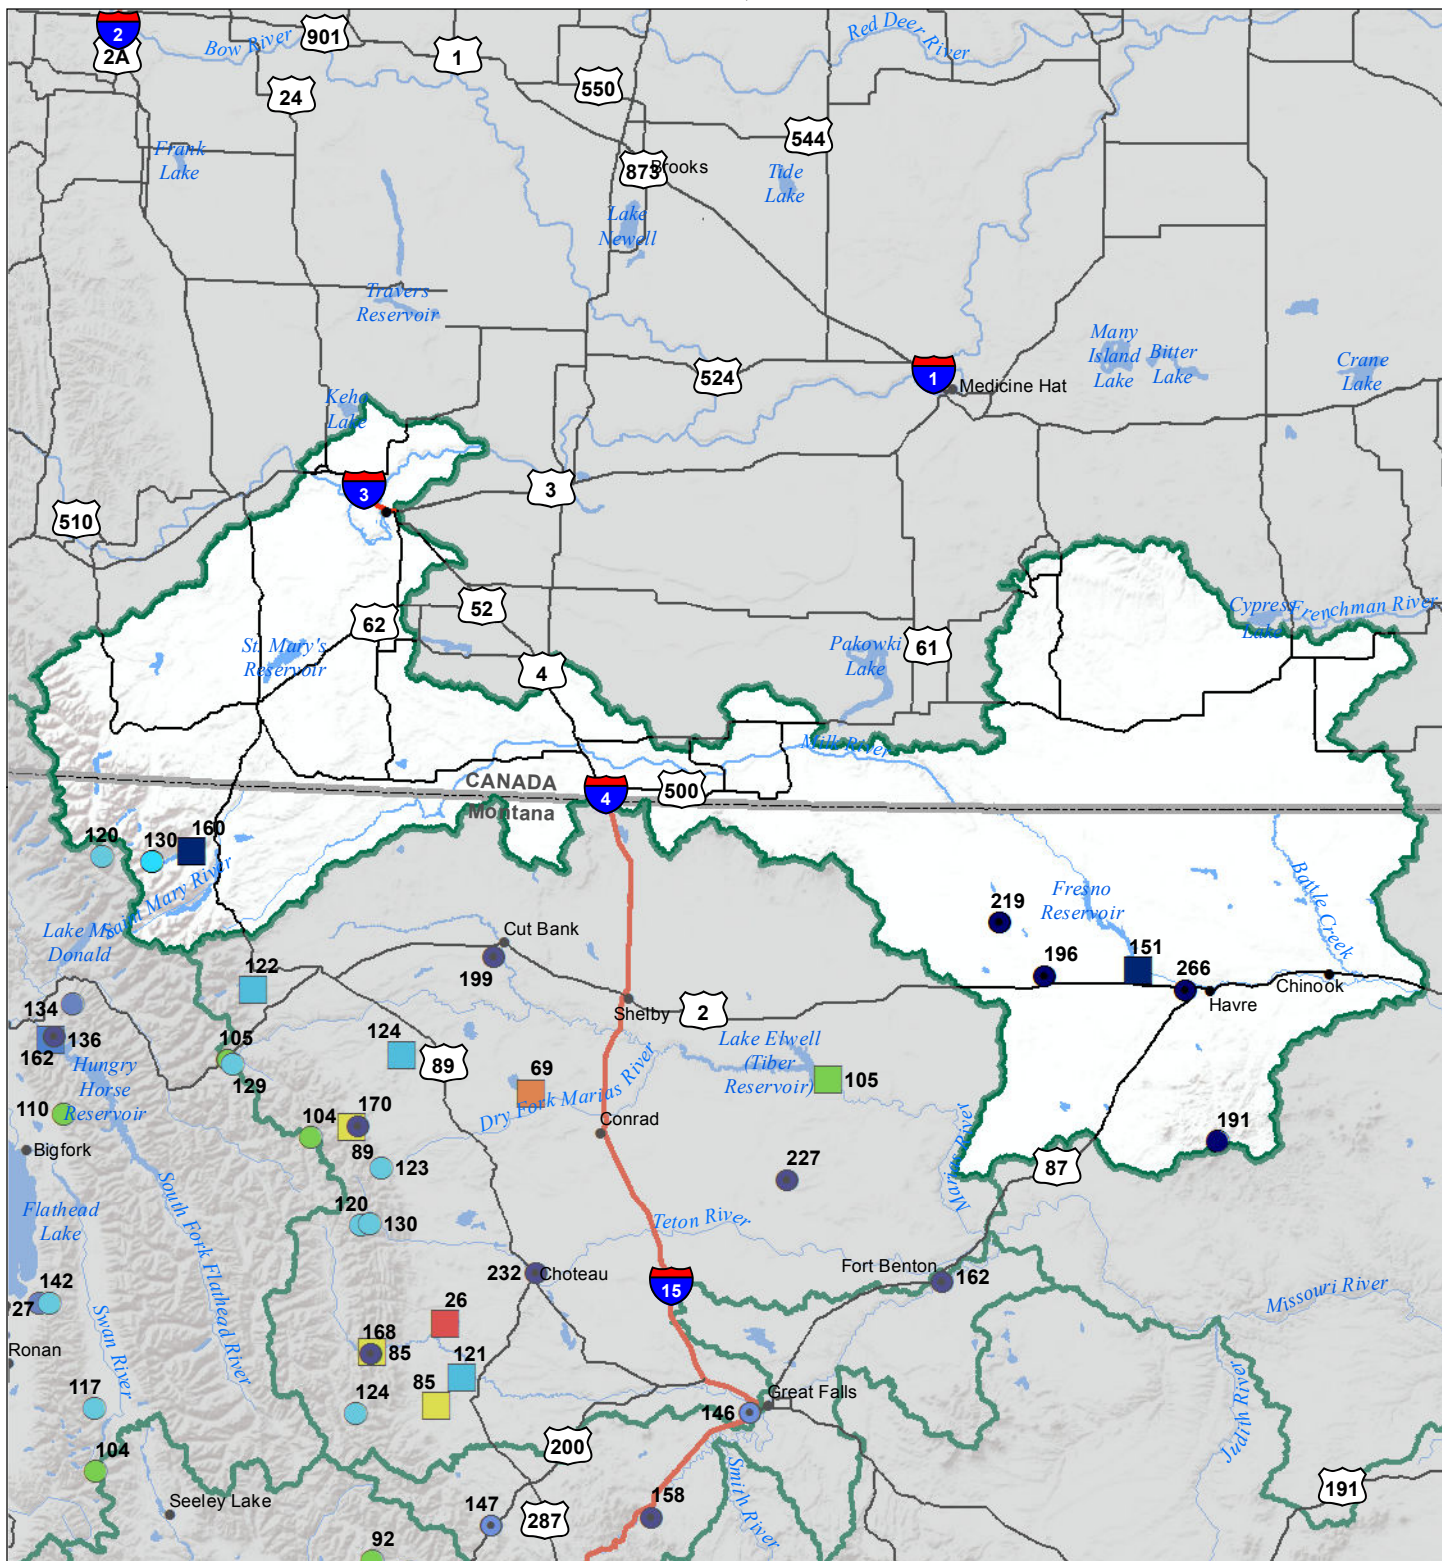 2
2A
Bow River
901
1
Red Deer River
24
550
544
Frank
Lake
873
Brooks
Tide
Lake
Lake
Newell
Travers
Reservoir
Many
Island
Lake
Bitter
Lake
Crane
Lake
524
1
Medicine Hat
Keho
Lake
3
3
510
52
62
Cypress
Lake
Frenchman River
St. Mary's
Reservoir
4
Pakowki
Lake
61
Milk River
CANADA
Montana
4
500
120
130
160
Saint Mary River
Lake Mc
Donald
219
Fresno
Reservoir
Battle Creek
Cut Bank
199
196
151
266
Havre
Chinook
122
134
136
162
Hungry
Horse
Reservoir
Shelby
2
105
129
124
89
69
Dry Fork Marias River
Lake Elwell
(Tiber
Reservoir)
105
110
Bigfork
104
170
89
123
Conrad
Marias River
87
191
227
Flathead
Lake
South Fork Flathead River
120
130
Teton River
232
Choteau
Fort Benton
162
Missouri River
142
27
Swan River
15
26
Ronan
168
85
121
85
Judith River
117
124
146
Great Falls
104
200
Smith River
Seeley Lake
147
287
158
191
92